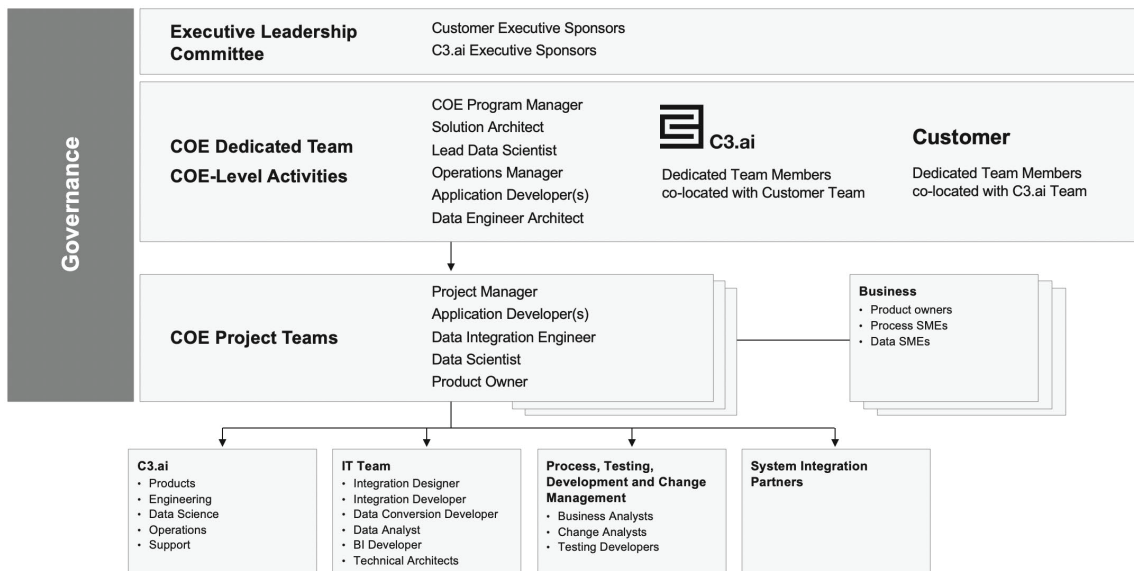 Governance
Executive Leadership
Committee
Customer Executive Sponsors
C3.ai Executive Sponsors
COE Dedicated Team
COE-Level Activities
COE Program Manager
Solution Architect
Lead Data Scientist
Operations Manager
Application Developer(s)
Data Engineer Architect
C3.ai
Dedicated Team Members
co-located with Customer Team
Customer
Dedicated Team Members
co-located with C3.ai Team
COE Project Teams
Project Manager
Application Developer(s)
Data Integration Engineer
Data Scientist
Product Owner
Business
• Product owners
• Process SMEs
• Data SMEs
C3.ai
• Products
• Engineering
• Data Science
• Operations
• Support
IT Team
• Integration Designer
• Integration Developer
• Data Conversion Developer
• Data Analyst
• BI Developer
• Technical Architects
Process, Testing,
Development and Change
Management
• Business Analysts
• Change Analysts
• Testing Developers
System Integration
Partners